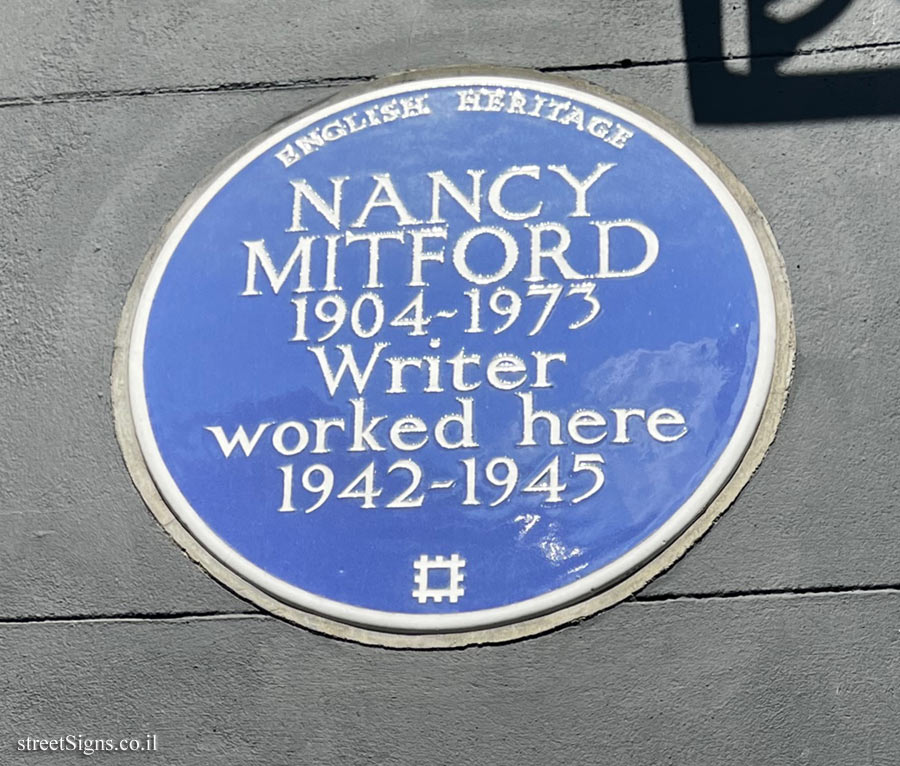 ENGLISH HERITAGE
NANCY
MITFORD
1904-1973
Writer
worked here
1942-1945
streetSigns.co.il